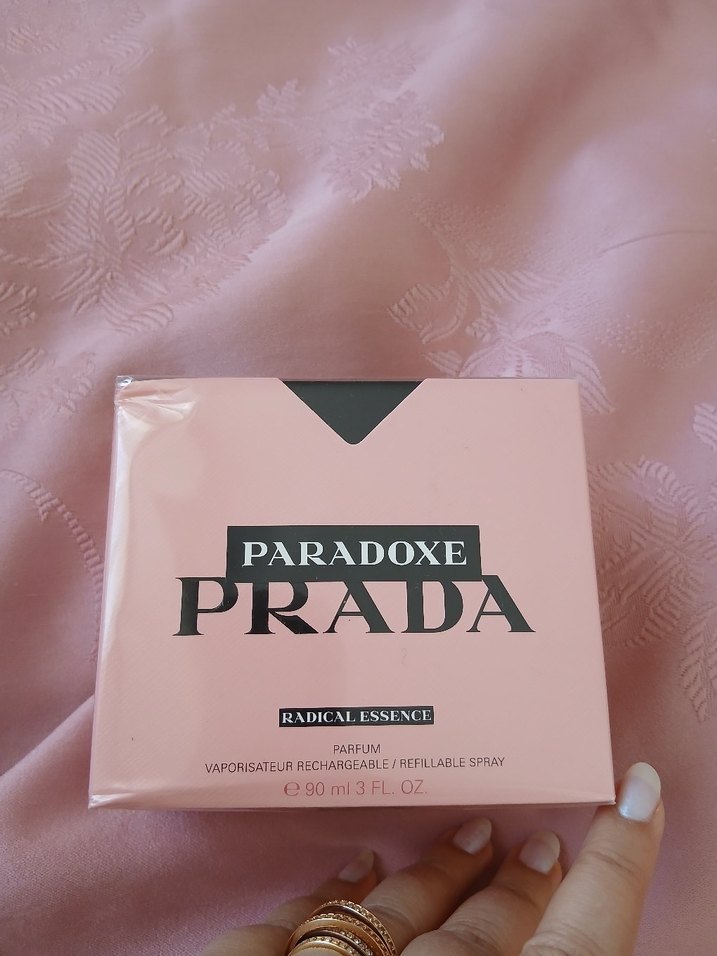 PARADOXE
PRADA
RADICAL ESSENCE
PARFUM
VAPORISATEUR RECHARGEABLE / REFILLABLE SPRAY
℮ 90 ml 3 FL. OZ.